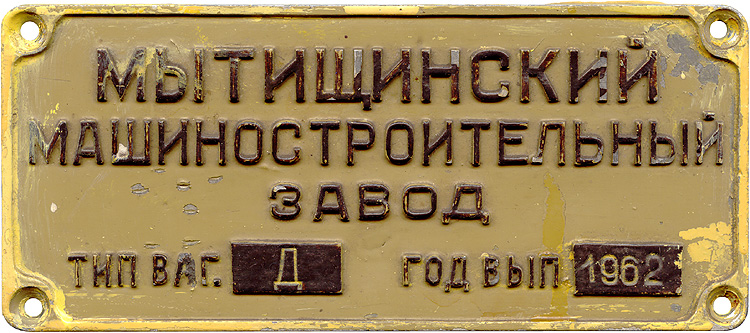 МЫТИЩИНСКИЙ
МАШИНОСТРОИТЕЛЬНЫЙ
ЗАВОД
ТИП ВАГ. Д ГОД ВЫП 1962